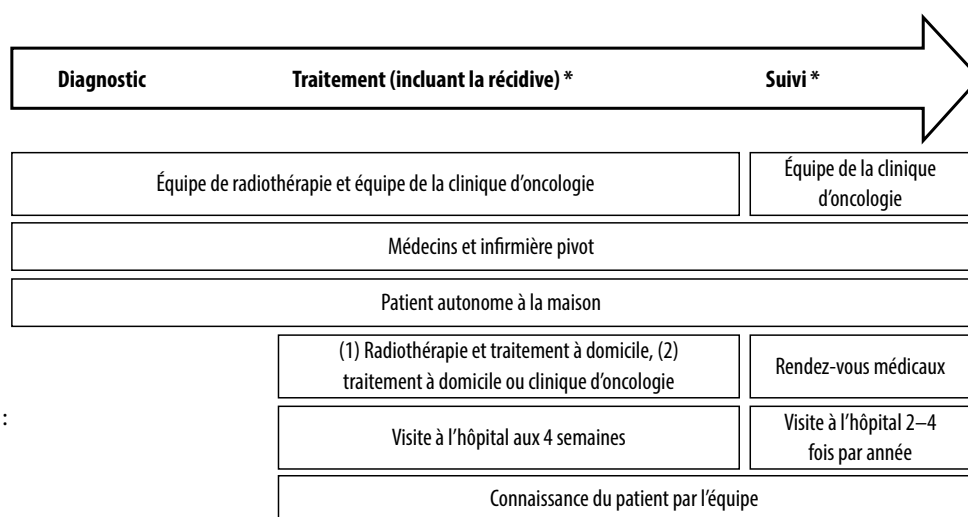 Diagnostic Traitement (incluant la récidive) * Suivi *
Équipe de radiothérapie et équipe de la clinique d’oncologie
Équipe de la clinique
d’oncologie
Médecins et infirmière pivot
Patient autonome à la maison
(1) Radiothérapie et traitement à domicile, (2)
traitement à domicile ou clinique d’oncologie
Rendez-vous médicaux
:
Visite à l’hôpital aux 4 semaines
Visite à l’hôpital 2–4
fois par année
Connaissance du patient par l’équipe